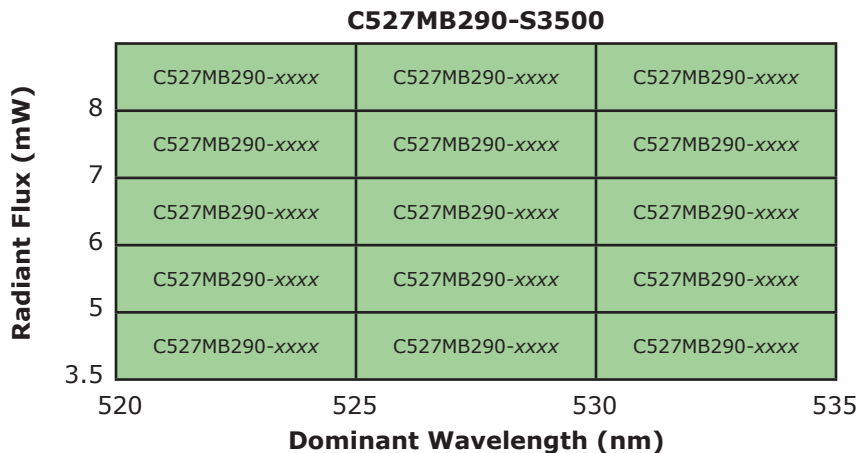 C527MB290-S3500
Radiant Flux (mW)
C527MB290-xxxx C527MB290-xxxx C527MB290-xxxx
8
C527MB290-xxxx C527MB290-xxxx C527MB290-xxxx
7
C527MB290-xxxx C527MB290-xxxx C527MB290-xxxx
6
C527MB290-xxxx C527MB290-xxxx C527MB290-xxxx
5
C527MB290-xxxx C527MB290-xxxx C527MB290-xxxx
3.5
520 525 530 535
Dominant Wavelength (nm)